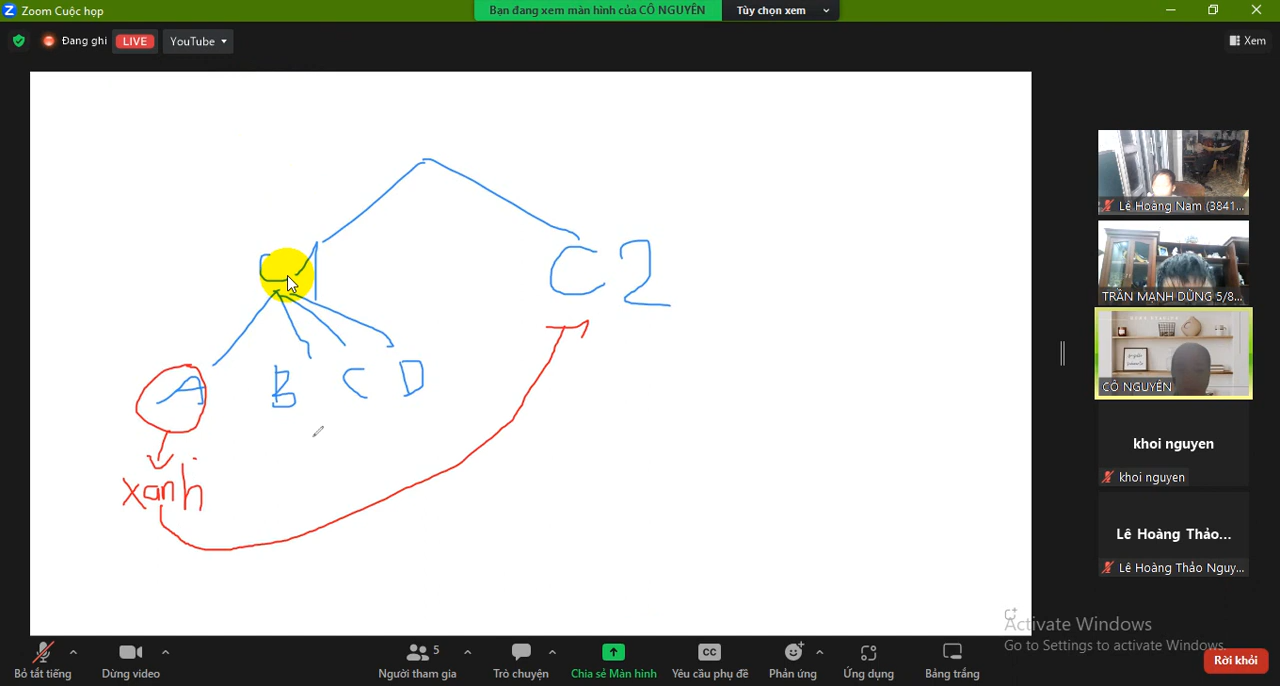 Zoom Cuộc họp
Bạn đang xem màn hình của CÔ NGUYÊN
Tùy chọn xem
Đang ghi
LIVE
YouTube
Xem
C1
C2
A
B
C
D
xanh
Lê Hoàng Nam (3841...
TRẦN MẠNH DŨNG 5/8...
CÔ NGUYÊN
khoi nguyen
khoi nguyen
Lê Hoàng Thảo...
Lê Hoàng Thảo Nguy...
Activate Windows
Go to Settings to activate Windows.
Bỏ tắt tiếng
Dừng video
5
Người tham gia
Trò chuyện
Chia sẻ Màn hình
CC
Yêu cầu phụ đề
Phản ứng
Ứng dụng
Bảng trắng
Rời khỏi